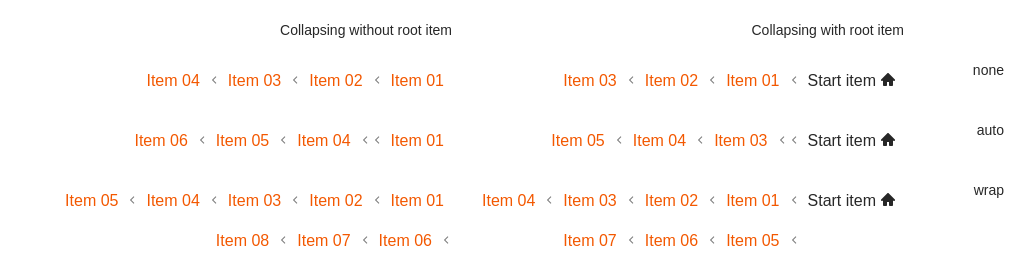 Collapsing with root item
Collapsing without root item
none
Start item ‹ Item 01 ‹ Item 02 ‹ Item 03
Item 01 ‹ Item 02 ‹ Item 03 ‹ Item 04
auto
Start item ‹ ‹ Item 03 ‹ Item 04 ‹ Item 05
Item 01 ‹ ‹ Item 04 ‹ Item 05 ‹ Item 06
wrap
Start item ‹ Item 01 ‹ Item 02 ‹ Item 03 ‹ Item 04
‹ Item 05 ‹ Item 06 ‹ Item 07
Item 01 ‹ Item 02 ‹ Item 03 ‹ Item 04 ‹ Item 05
‹ Item 06 ‹ Item 07 ‹ Item 08